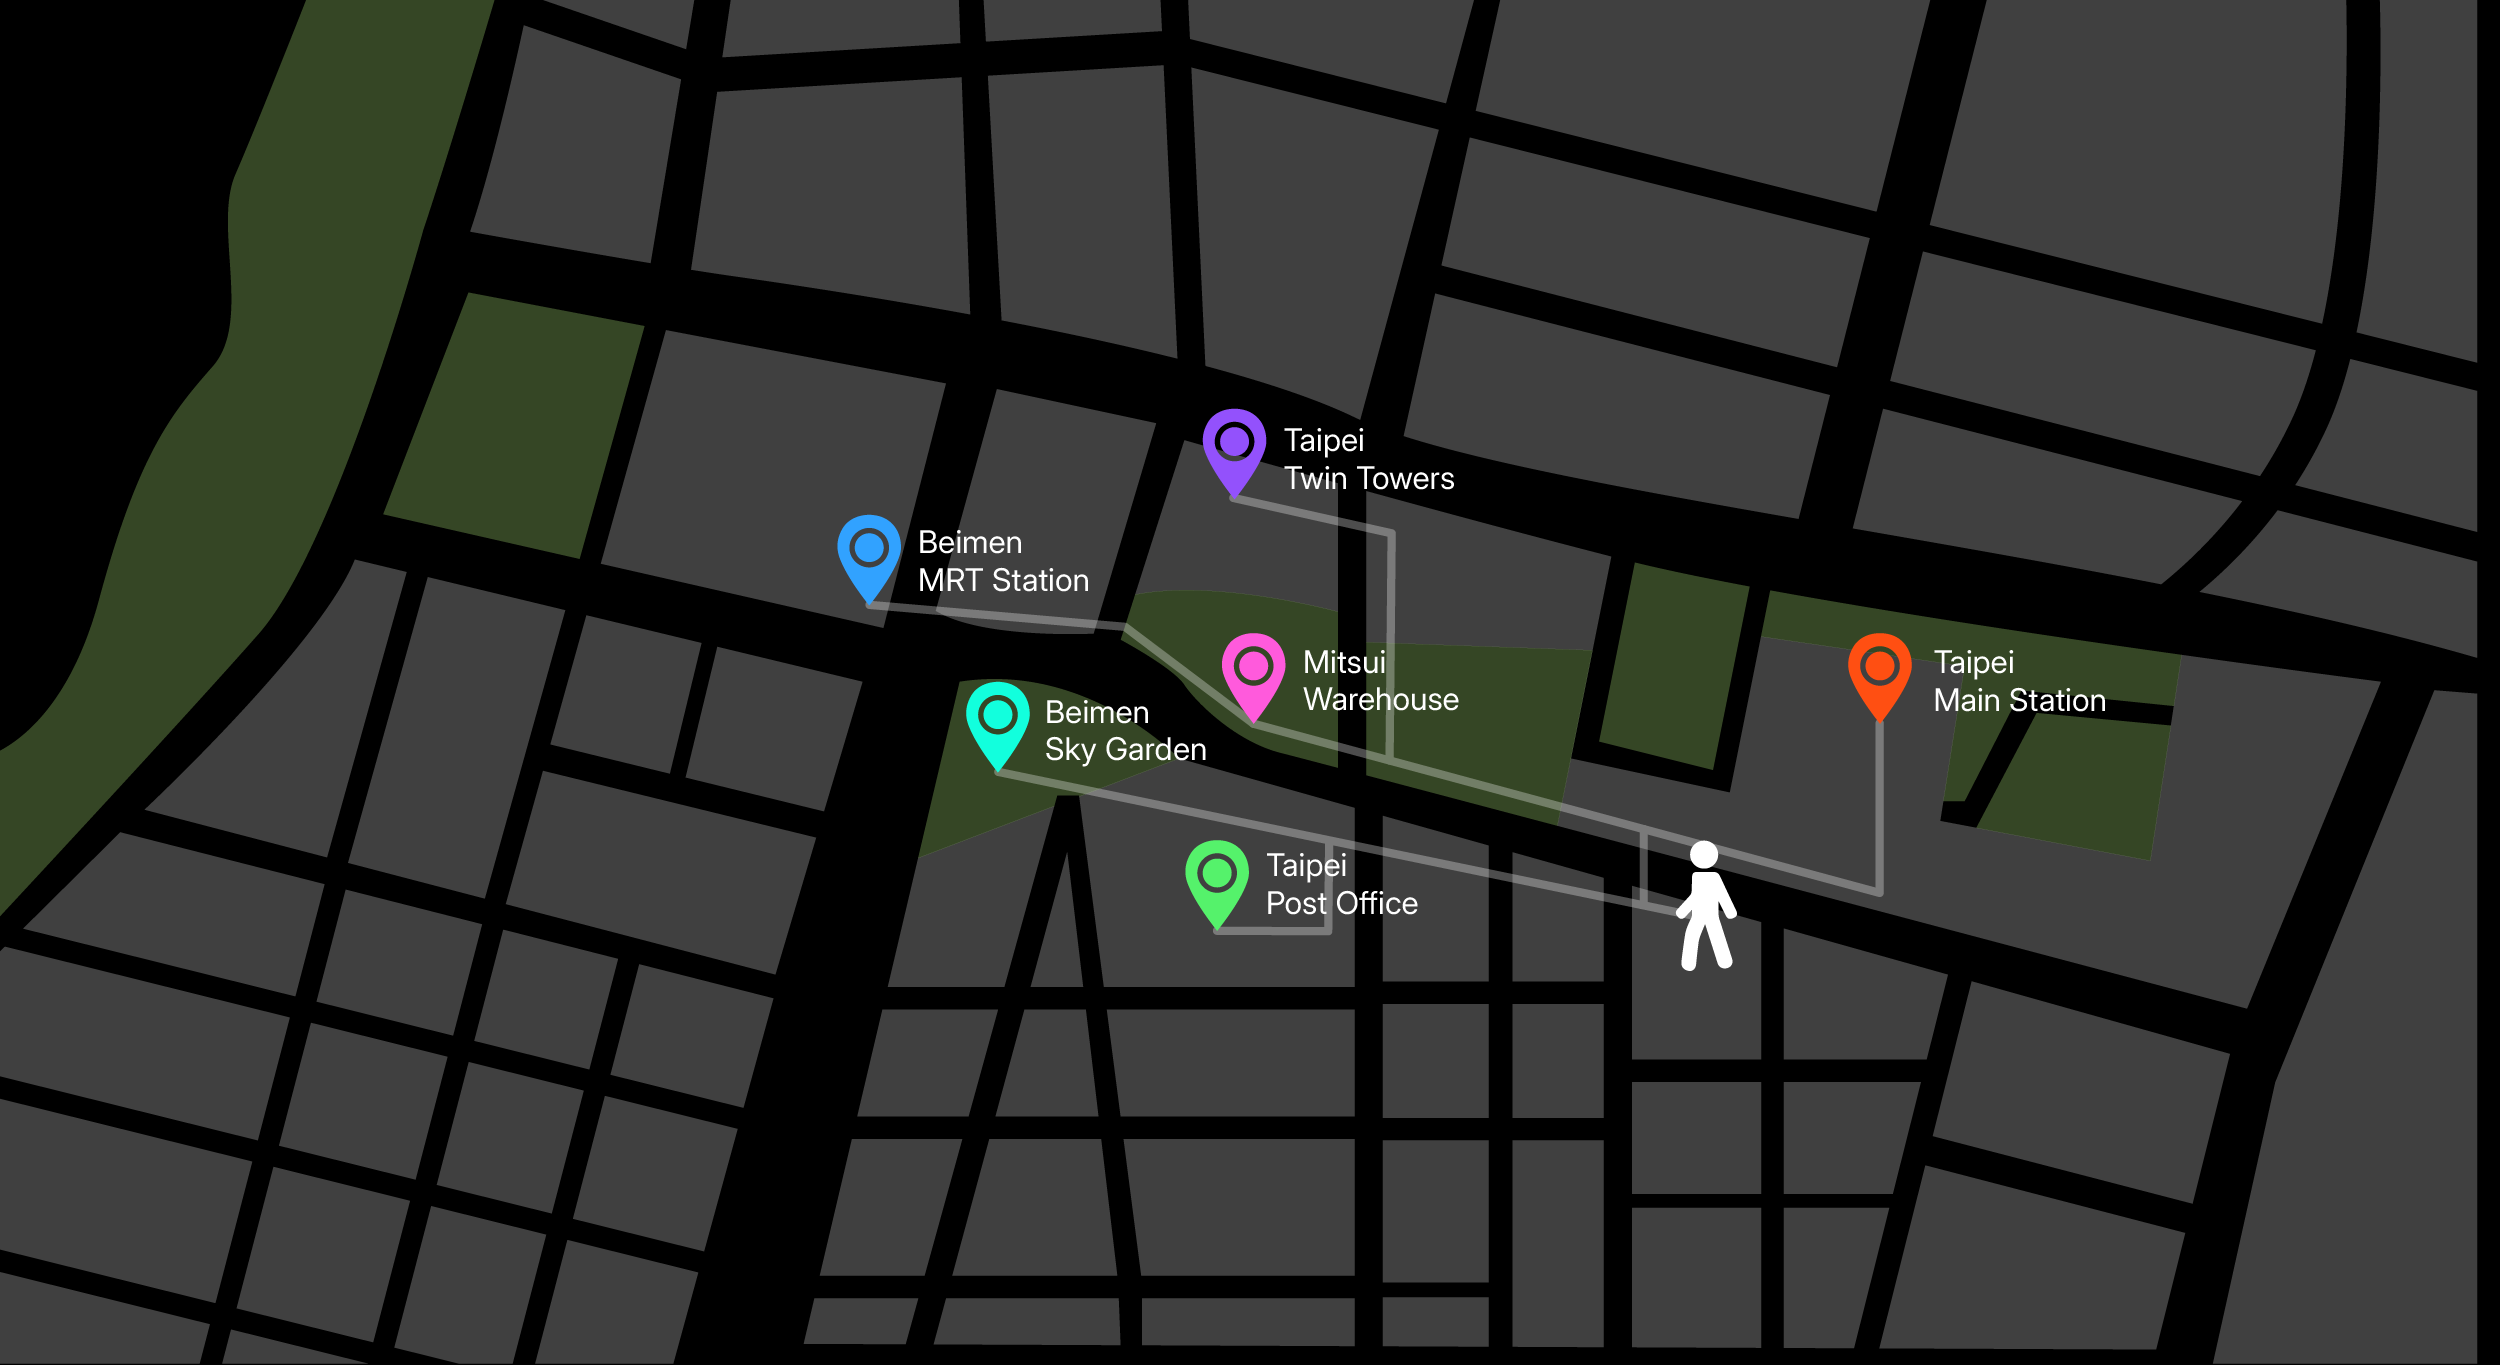 Taipei
Twin Towers
Beimen
MRT Station
Mitsui
Warehouse
Taipei
Main Station
Beimen
Sky Garden
Taipei
Post Office